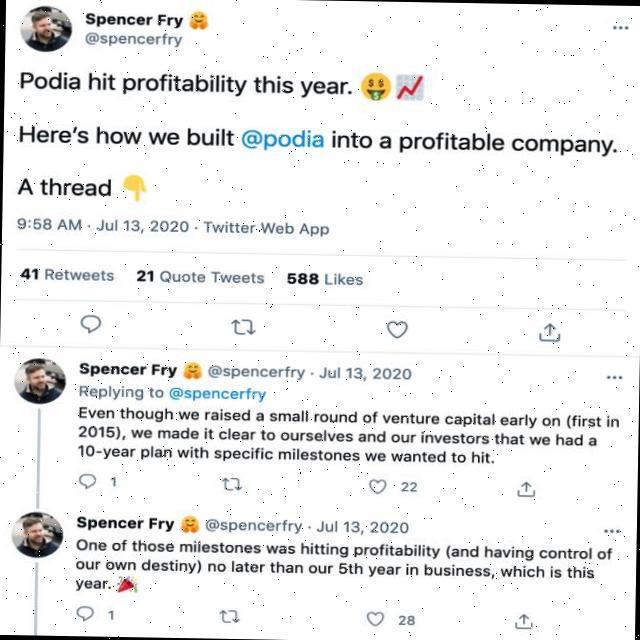 Spencer Fry 🤗
@spencerfry
Podia hit profitability this year. 🤑 📈
Here's how we built @podia into a profitable company.
A thread 👇
9:58 AM · Jul 13, 2020 · Twitter Web App
41 Retweets 21 Quote Tweets 588 Likes
Spencer Fry 🤗 @spencerfry · Jul 13, 2020
Replying to @spencerfry
Even though we raised a small round of venture capital early on (first in
2015), we made it clear to ourselves and our investors that we had a
10-year plan with specific milestones we wanted to hit.
1 22
Spencer Fry 🤗 @spencerfry · Jul 13, 2020
One of those milestones was hitting profitability (and having control of
our own destiny) no later than our 5th year in business, which is this
year. 🎉
1 28